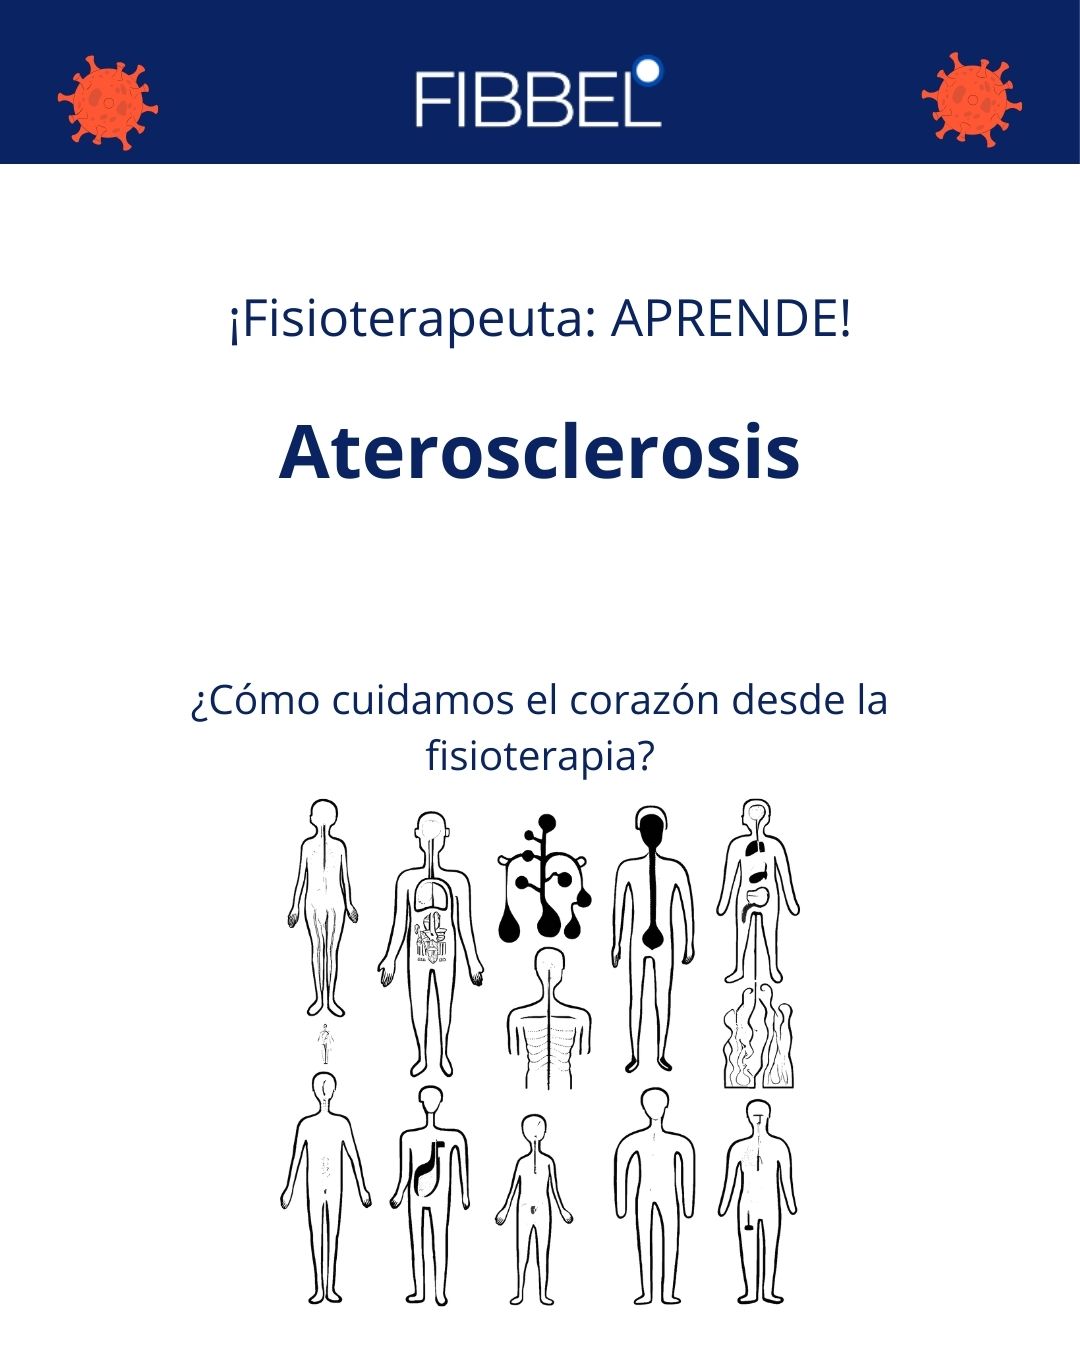 FIBBEL
¡Fisioterapeuta: APRENDE!
Aterosclerosis
¿Cómo cuidamos el corazón desde la
fisioterapia?